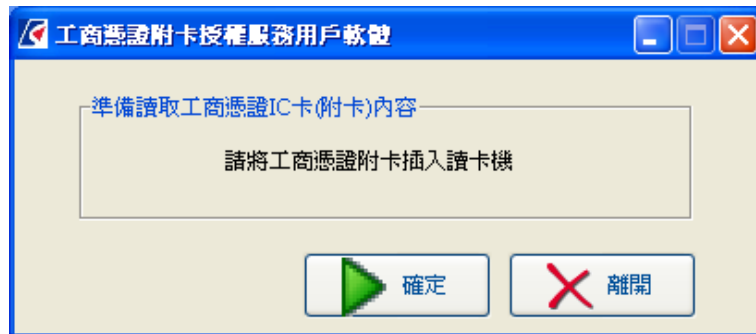 工商憑證附卡授權服務用戶軟體
準備讀取工商憑證IC卡(附卡)內容
請將工商憑證附卡插入讀卡機
確定
離開